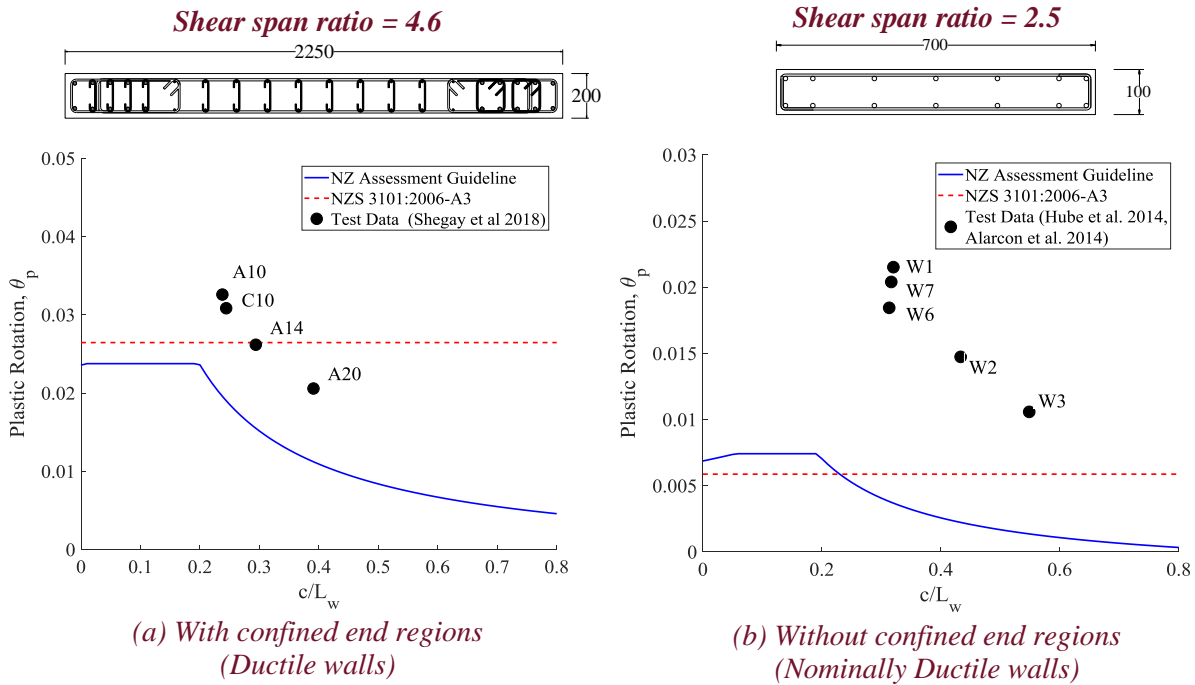 Shear span ratio = 4.6
2250
200
0.05
0.04
0.03
0.02
0.01
0
Plastic Rotation, θ_p
NZ Assessment Guideline
NZS 3101:2006-A3
Test Data (Shegay et al 2018)
A10
C10
A14
A20
0 0.1 0.2 0.3 0.4 0.5 0.6 0.7 0.8
c/L_w
(a) With confined end regions
(Ductile walls)
Shear span ratio = 2.5
700
100
0.03
0.025
0.02
0.015
0.01
0.005
0
Plastic Rotation, θ_p
NZ Assessment Guideline
NZS 3101:2006-A3
Test Data (Hube et al. 2014,
Alarcon et al. 2014)
W1
W7
W6
W2
W3
0 0.2 0.4 0.6 0.8
c/L_w
(b) Without confined end regions
(Nominally Ductile walls)